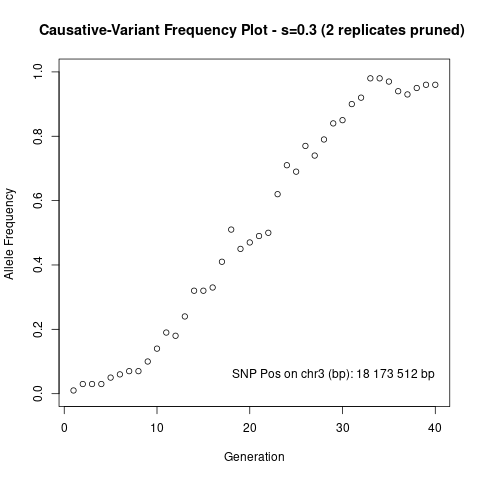 Causative-Variant Frequency Plot - s=0.3 (2 replicates pruned)
Allele Frequency
1.0
0.8
0.6
0.4
0.2
0.0
SNP Pos on chr3 (bp): 18 173 512 bp
0 10 20 30 40
Generation